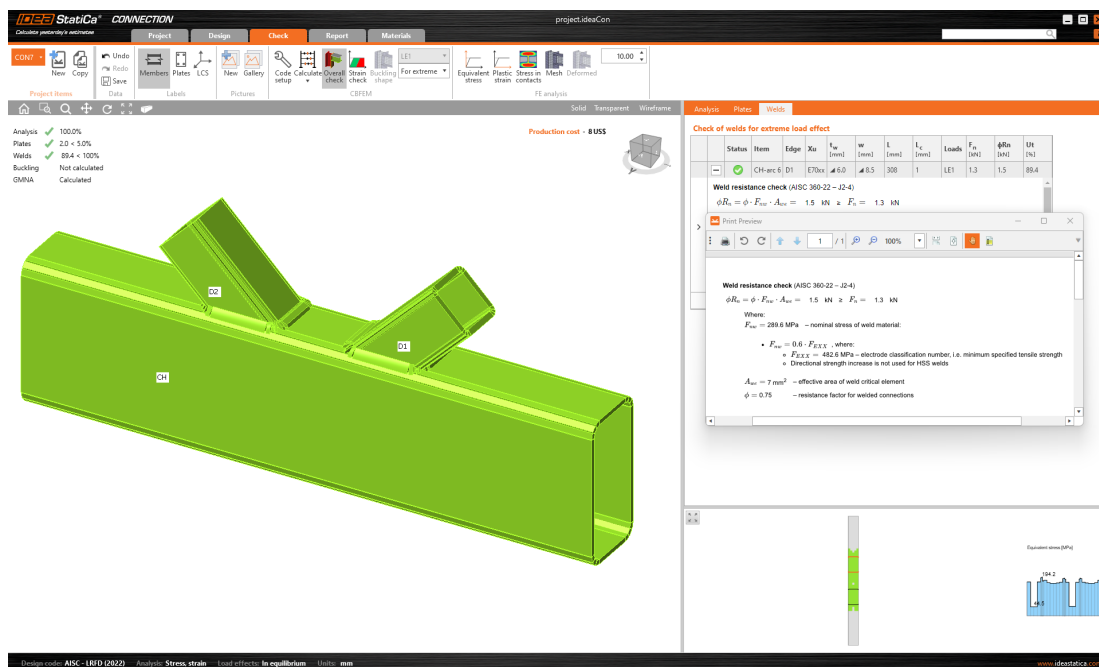 IDEA StatiCa® CONNECTION
project.ideaCon
Calculate yesterday's estimates
Project Design Check Report Materials
CON7
New Copy
Project items
Undo
Redo
Save
Data
Members Plates LCS
Labels
New Gallery
Pictures
Code setup
Calculate
Overall check
Strain check
Buckling shape
LE1
For extreme
CBFEM
Equivalent stress
Plastic strain
Stress in contacts
Mesh
Deformed
10.00
FE analysis
Solid Transparent Wireframe
Analysis 100.0%
Plates 2.0 < 5.0%
Welds 89.4 < 100%
Buckling Not calculated
GMNA Calculated
Production cost - 8 US$
D2
D1
CH
Analysis Plates Welds
Check of welds for extreme load effect
Status Item Edge Xu tw [mm] w [mm] L [mm] Lc [mm] Loads Fn [kN] ϕRn [kN] Ut [%]
CH-arc 6 D1 E70xx ◢ 6.0 ◢ 8.5 308 1 LE1 1.3 1.5 89.4
Weld resistance check (AISC 360-22 – J2-4)
ϕRn = ϕ · Fnw · Awe = 1.5 kN ≥ Fn = 1.3 kN
Print Preview
1 / 1 100%
Weld resistance check (AISC 360-22 – J2-4)
ϕRn = ϕ · Fnw · Awe = 1.5 kN ≥ Fn = 1.3 kN
Where:
Fnw = 289.6 MPa – nominal stress of weld material:
• Fnw = 0.6 · FEXX , where:
FEXX = 482.6 MPa – electrode classification number, i.e. minimum specified tensile strength
Directional strength increase is not used for HSS welds
Awe = 7 mm² – effective area of weld critical element
ϕ = 0.75 – resistance factor for welded connections
Equivalent stress [MPa]
194.2
Design code: AISC - LRFD (2022) Analysis: Stress, strain Load effects: In equilibrium Units: mm
www.ideastatica.com